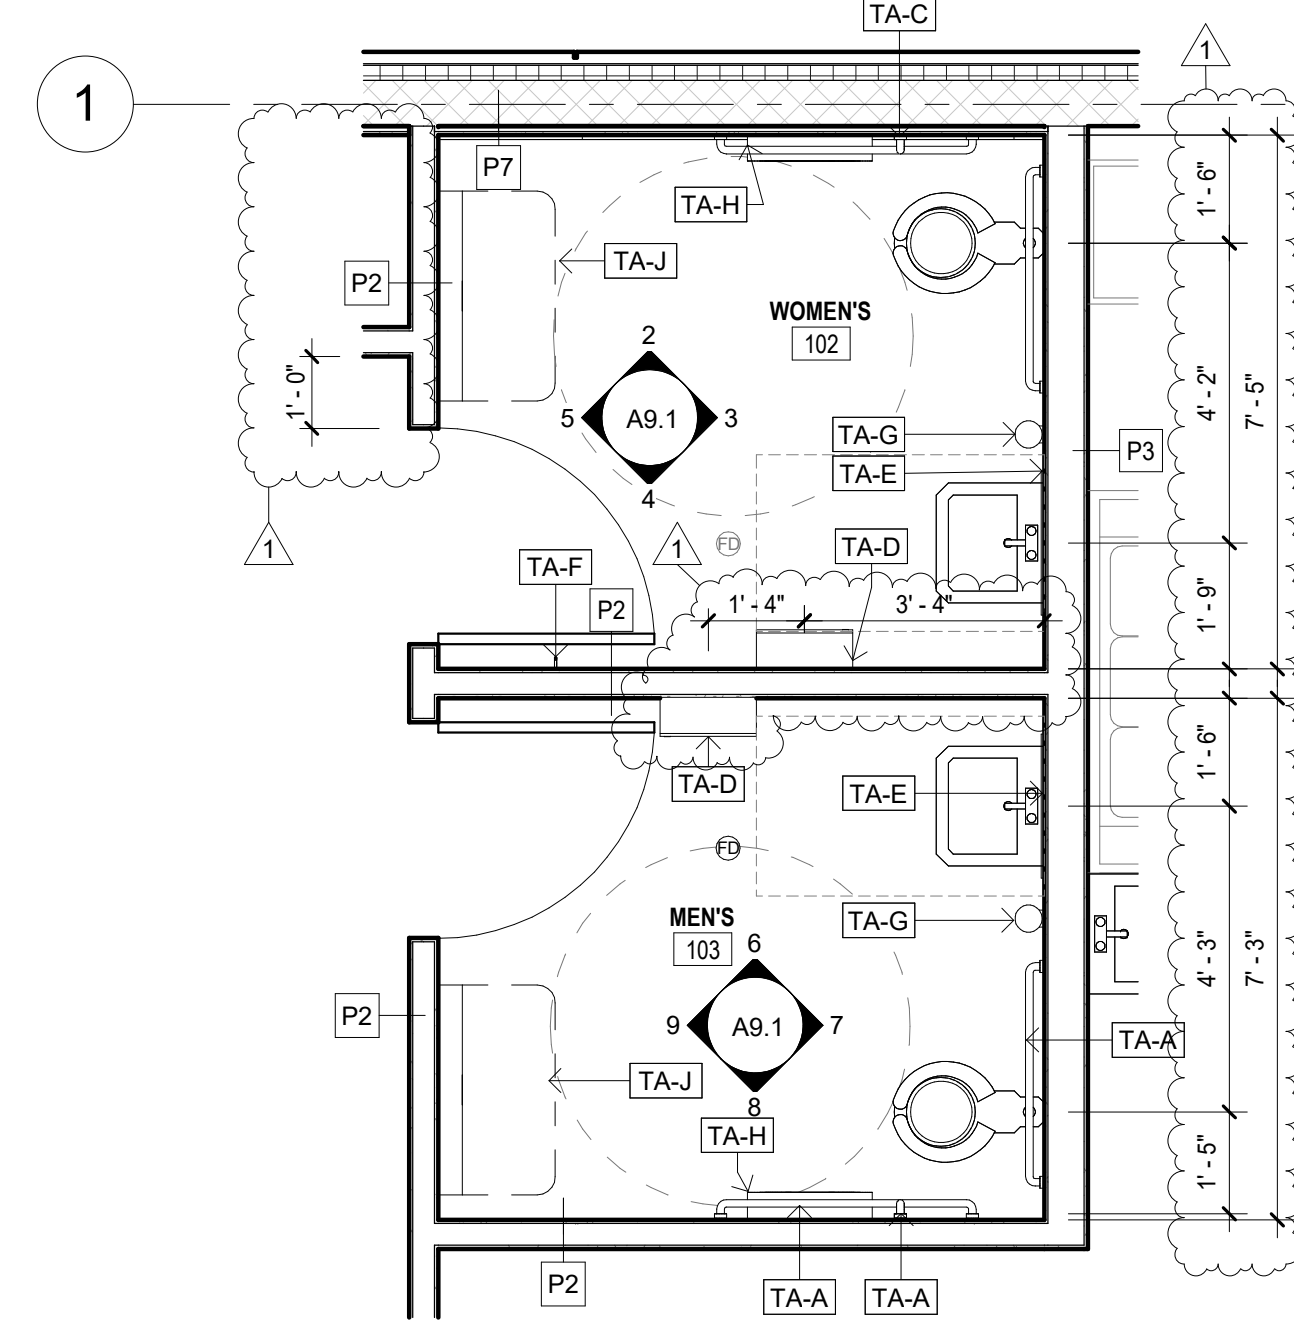 TA-C
1
1
P7
TA-H
1' - 6"
TA-J
P2
WOMEN'S
102
2
1' - 0"
4' - 2"
7' - 5"
5
A9.1
3
TA-G
P3
TA-E
4
1
1
FD
TA-D
TA-F
P2
1' - 4"
3' - 4"
1' - 9"
1' - 6"
TA-D
TA-E
FD
MEN'S
103
TA-G
6
4' - 3"
7' - 3"
P2
9
A9.1
7
TA-A
TA-J
8
TA-H
1' - 5"
P2
TA-A
TA-A